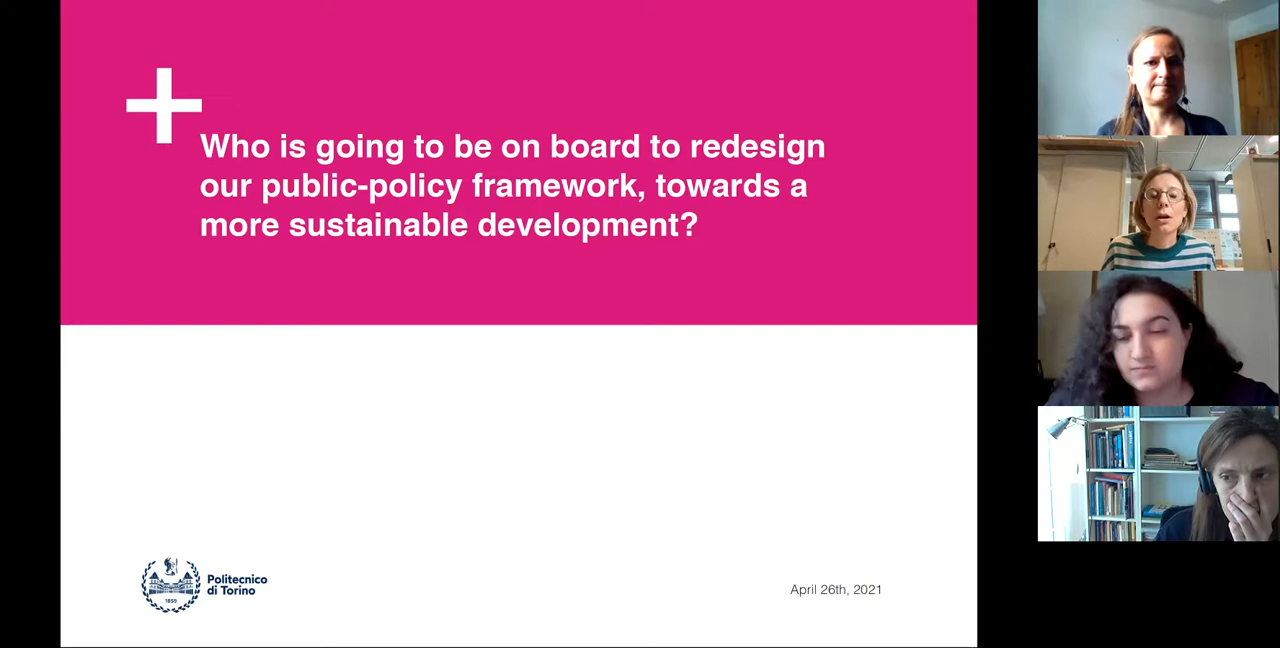 Who is going to be on board to redesign
our public-policy framework, towards a
more sustainable development?
Politecnico
di Torino
1859
April 26th, 2021